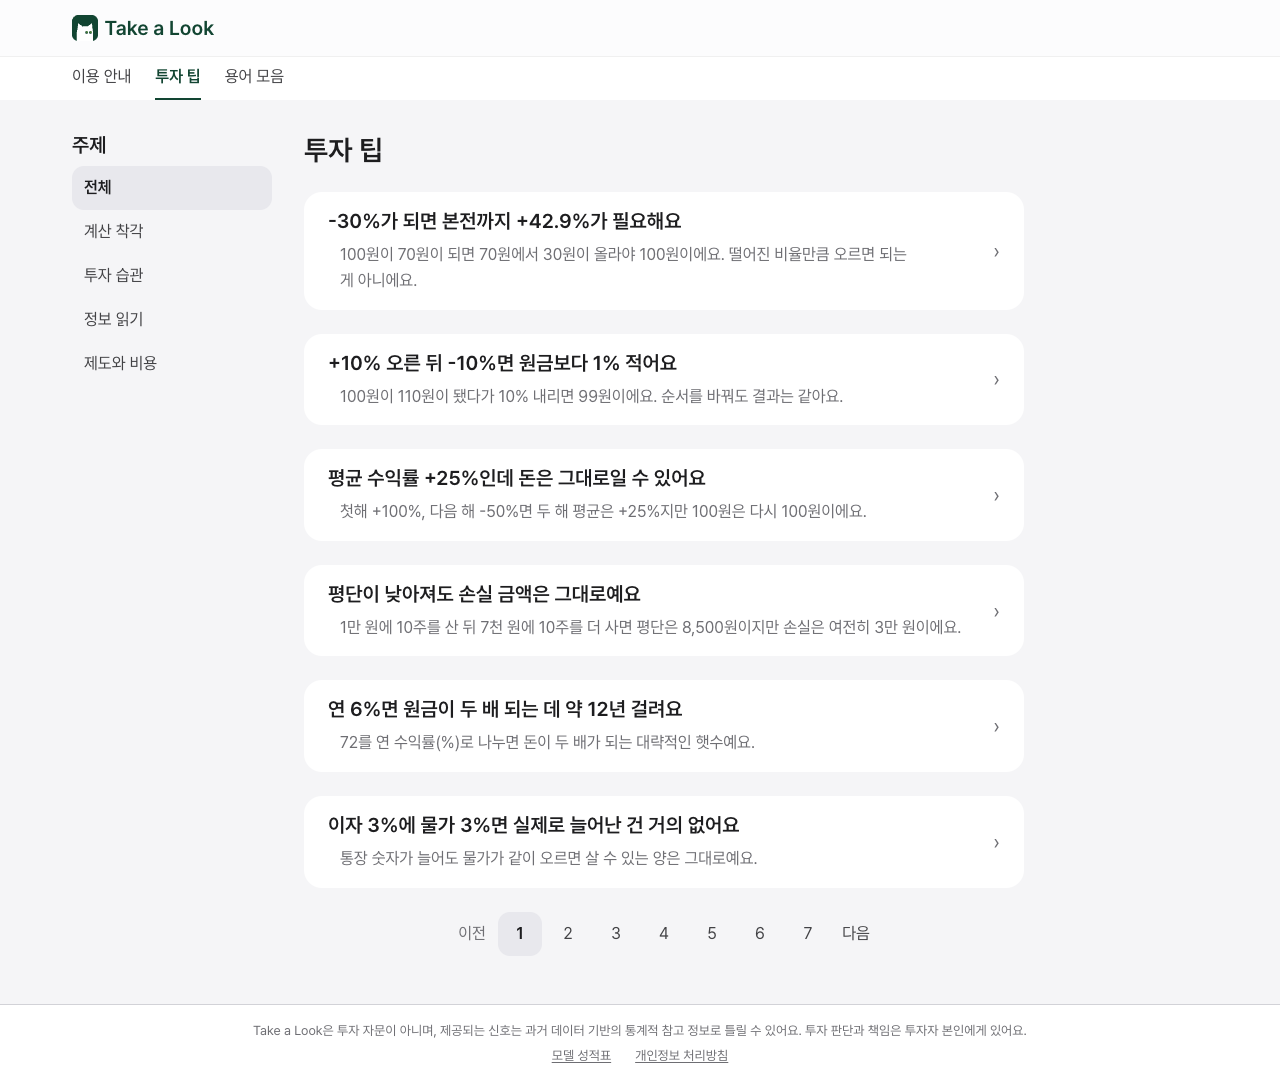 Take a Look
이용 안내 투자 팁 용어 모음
주제
전체
계산 착각
투자 습관
정보 읽기
제도와 비용
투자 팁
-30%가 되면 본전까지 +42.9%가 필요해요
100원이 70원이 되면 70원에서 30원이 올라야 100원이에요. 떨어진 비율만큼 오르면 되는
게 아니에요.
›
+10% 오른 뒤 -10%면 원금보다 1% 적어요
100원이 110원이 됐다가 10% 내리면 99원이에요. 순서를 바꿔도 결과는 같아요.
›
평균 수익률 +25%인데 돈은 그대로일 수 있어요
첫해 +100%, 다음 해 -50%면 두 해 평균은 +25%지만 100원은 다시 100원이에요.
›
평단이 낮아져도 손실 금액은 그대로예요
1만 원에 10주를 산 뒤 7천 원에 10주를 더 사면 평단은 8,500원이지만 손실은 여전히 3만 원이에요.
›
연 6%면 원금이 두 배 되는 데 약 12년 걸려요
72를 연 수익률(%)로 나누면 돈이 두 배가 되는 대략적인 햇수예요.
›
이자 3%에 물가 3%면 실제로 늘어난 건 거의 없어요
통장 숫자가 늘어도 물가가 같이 오르면 살 수 있는 양은 그대로예요.
›
이전 1 2 3 4 5 6 7 다음
Take a Look은 투자 자문이 아니며, 제공되는 신호는 과거 데이터 기반의 통계적 참고 정보로 틀릴 수 있어요. 투자 판단과 책임은 투자자 본인에게 있어요.
모델 성적표 개인정보 처리방침